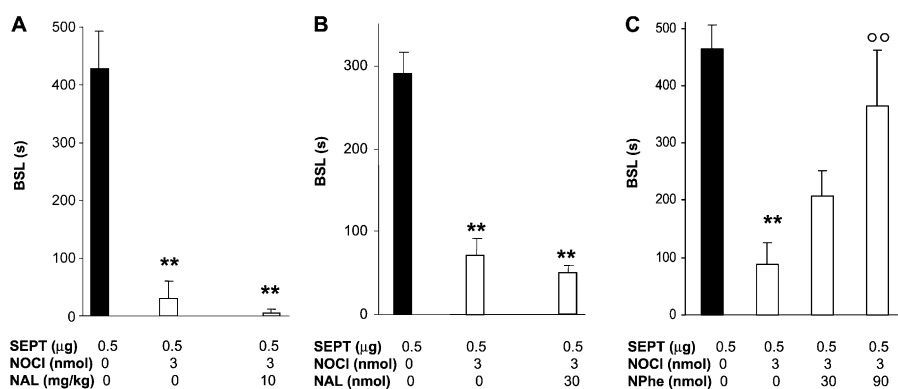 A
BSL (s)
500
400
300
200
100
0
**
**
SEPT (μg) 0.5 0.5 0.5
NOCI (nmol) 0 3 3
NAL (mg/kg) 0 0 10
B
BSL (s)
300
200
100
0
**
**
SEPT (μg) 0.5 0.5 0.5
NOCI (nmol) 0 3 3
NAL (nmol) 0 0 30
C
BSL (s)
500
400
300
200
100
0
**
○○
SEPT (μg) 0.5 0.5 0.5 0.5
NOCI (nmol) 0 3 3 3
NPhe (nmol) 0 0 30 90